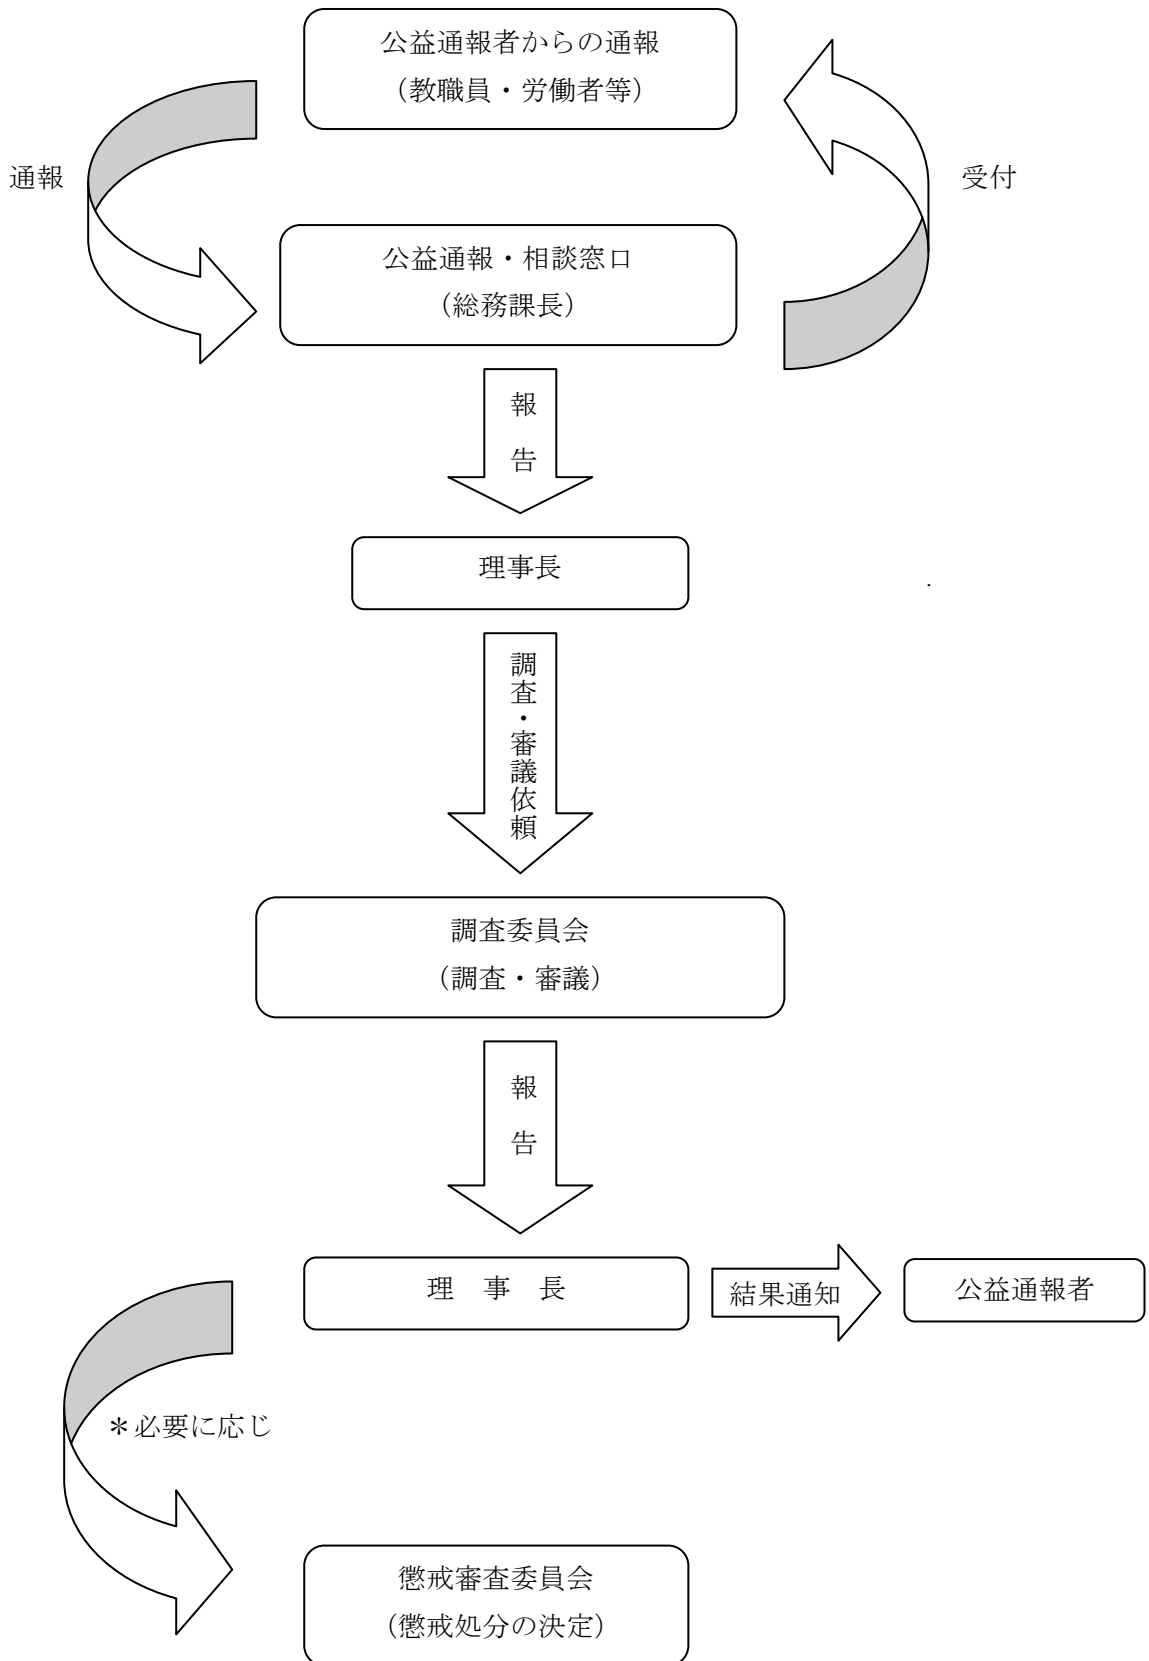 公益通報者からの通報
（教職員・労働者等）
通報
受付
公益通報・相談窓口
（総務課長）
報告
理事長
調査・審議依頼
調査委員会
（調査・審議）
報告
理　事　長
結果通知
公益通報者
＊必要に応じ
懲戒審査委員会
（懲戒処分の決定）